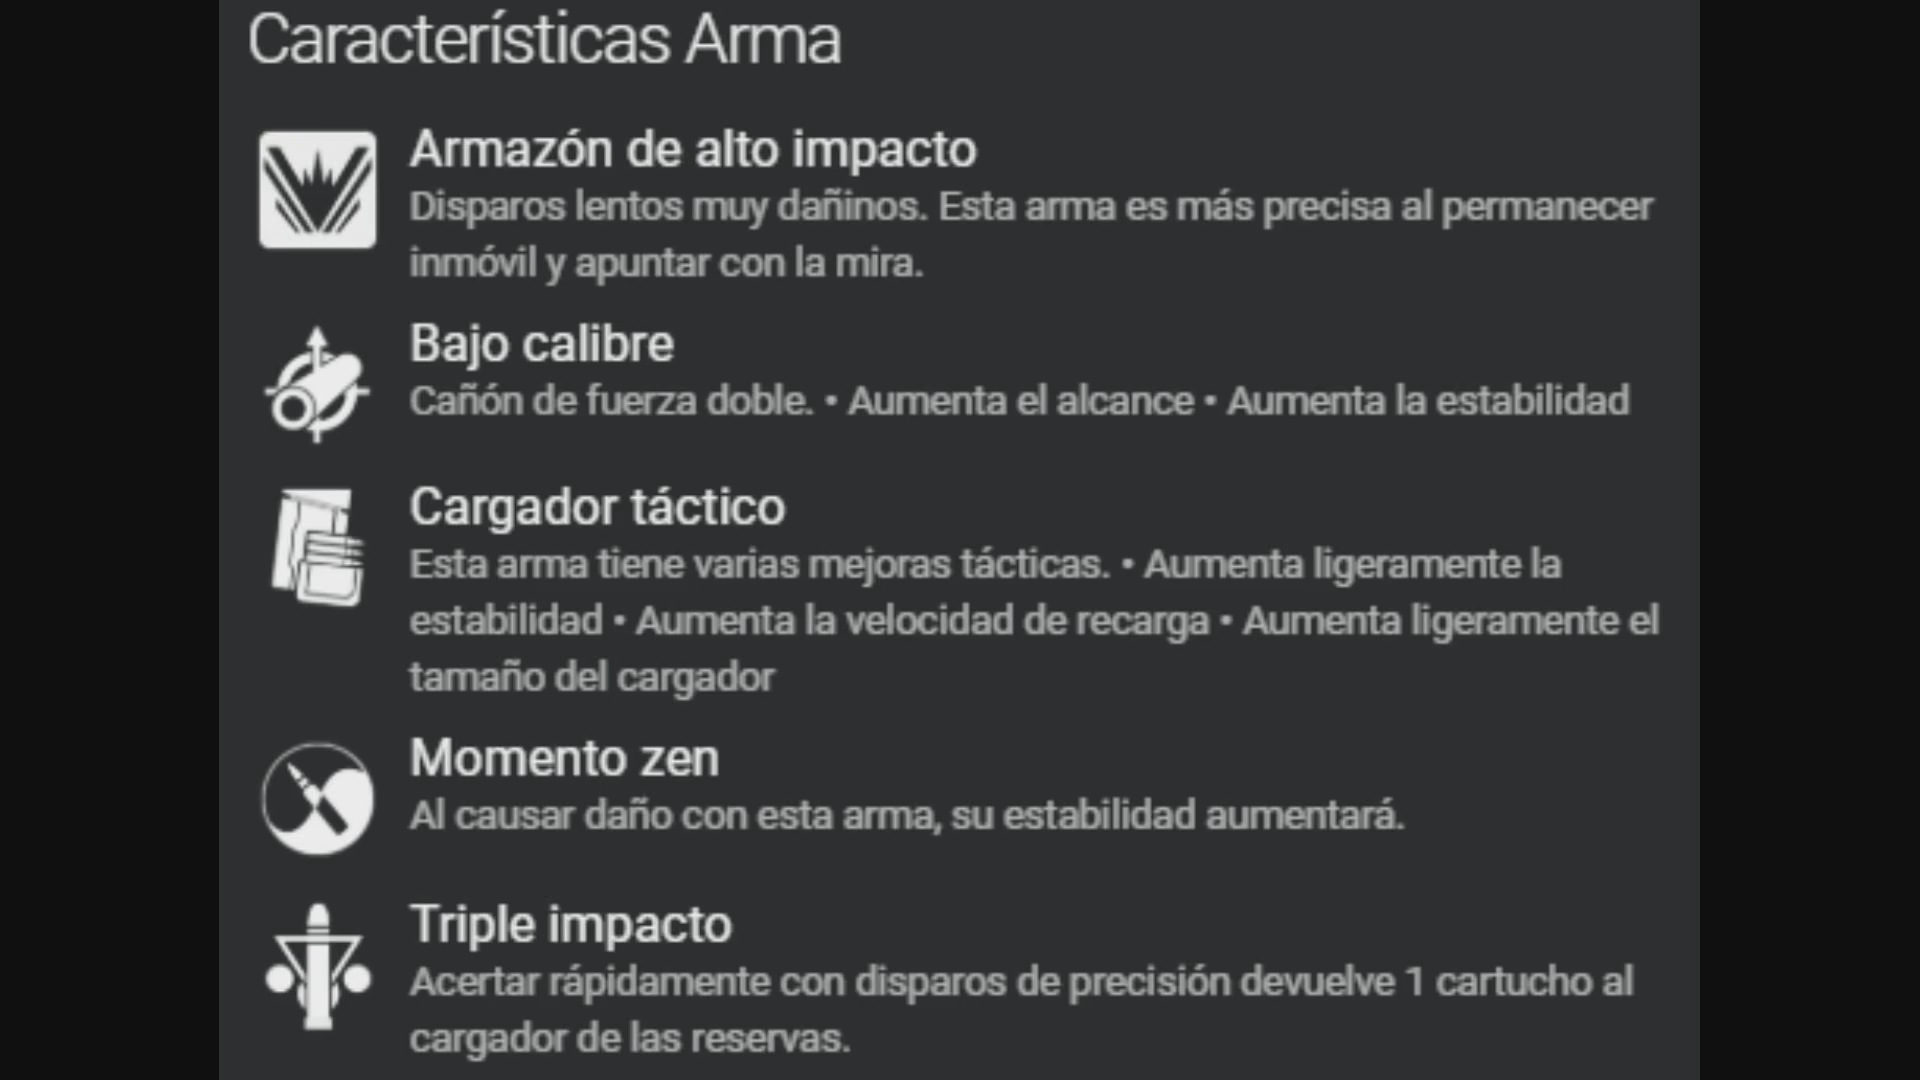 Características Arma
Armazón de alto impacto
Disparos lentos muy dañinos. Esta arma es más precisa al permanecer
inmóvil y apuntar con la mira.
Bajo calibre
Cañón de fuerza doble. • Aumenta el alcance • Aumenta la estabilidad
Cargador táctico
Esta arma tiene varias mejoras tácticas. • Aumenta ligeramente la
estabilidad • Aumenta la velocidad de recarga • Aumenta ligeramente el
tamaño del cargador
Momento zen
Al causar daño con esta arma, su estabilidad aumentará.
Triple impacto
Acertar rápidamente con disparos de precisión devuelve 1 cartucho al
cargador de las reservas.